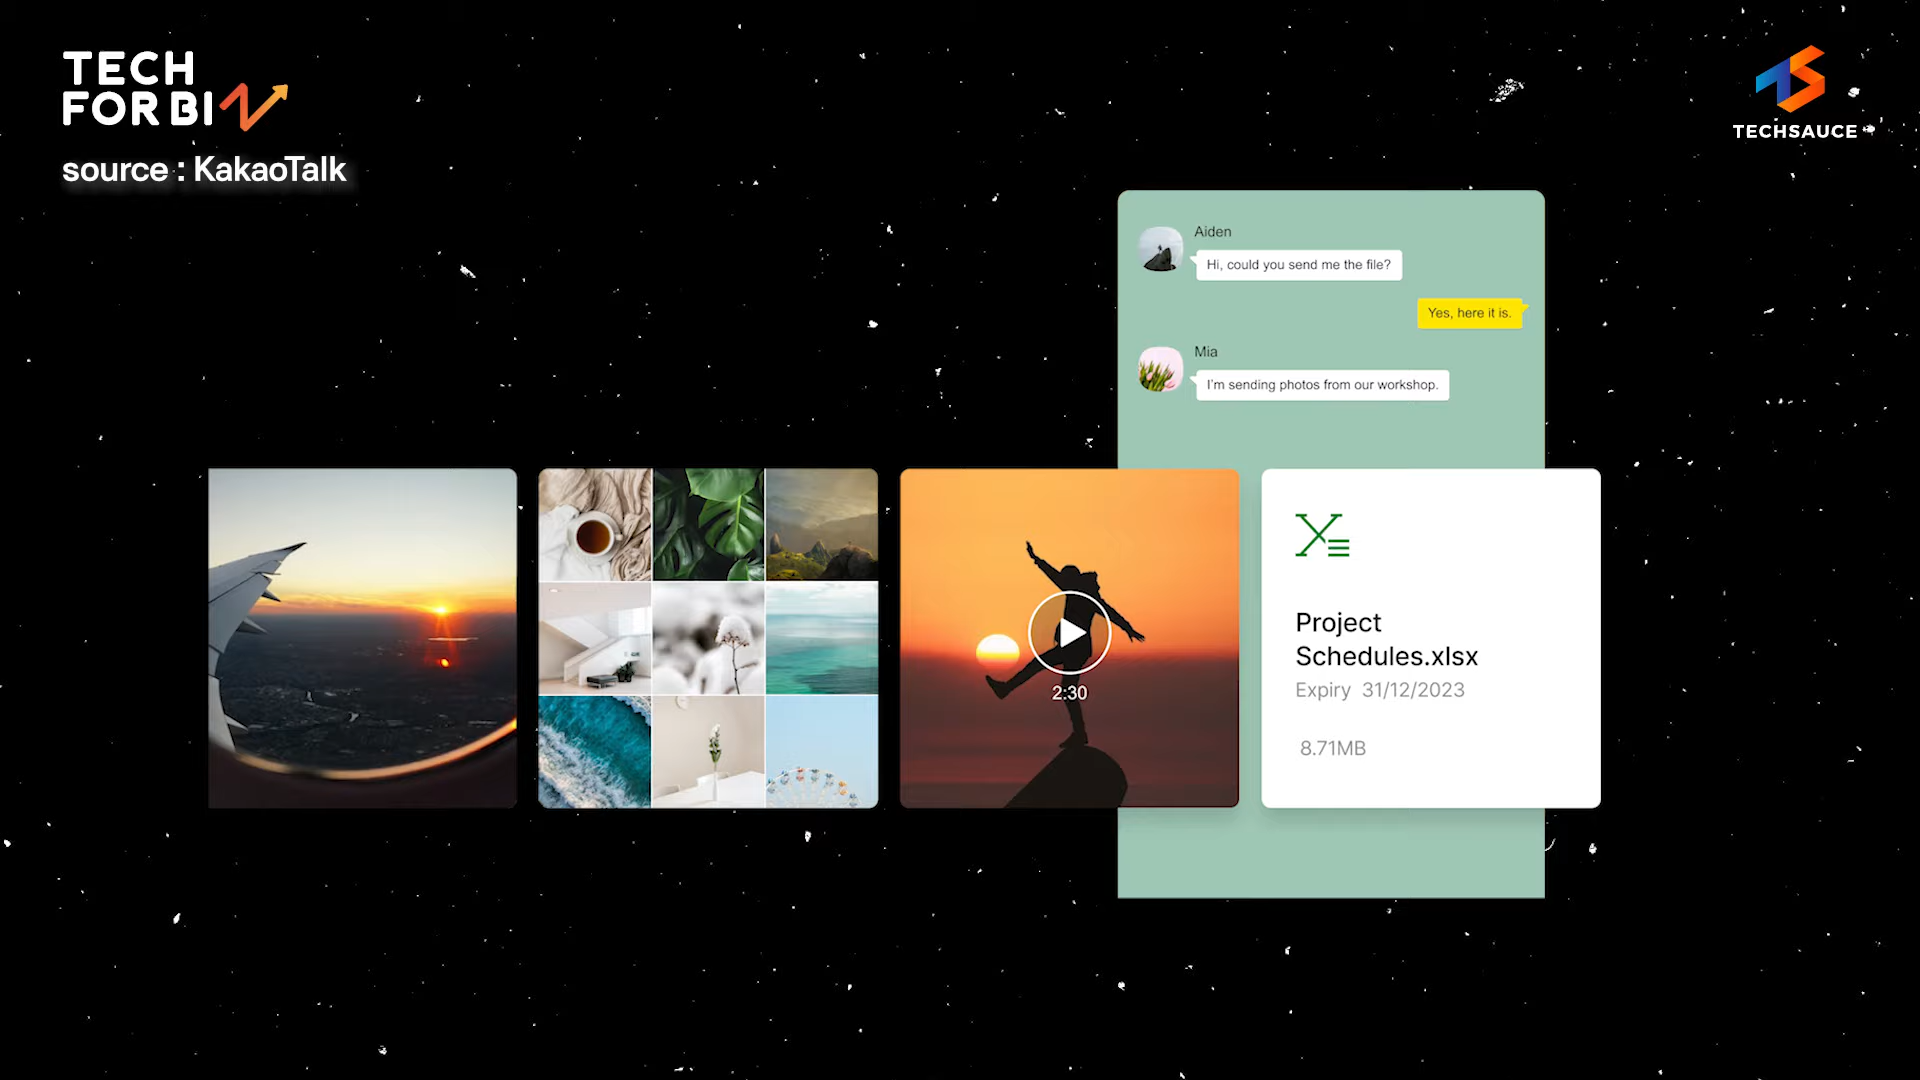 TECH
FOR BIZ
source : KakaoTalk
TECHSAUCE
Aiden
Hi, could you send me the file?
Yes, here it is.
Mia
I'm sending photos from our workshop.
2:30
Project
Schedules.xlsx
Expiry 31/12/2023
8.71MB